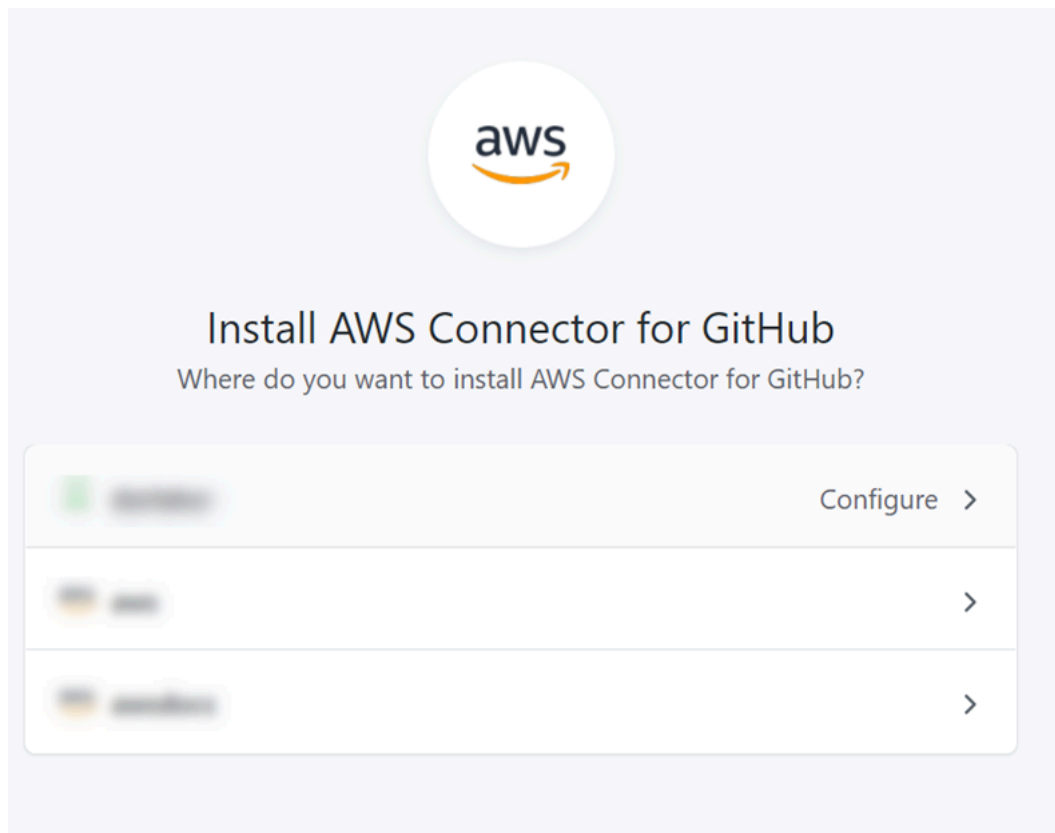 aws
Install AWS Connector for GitHub
Where do you want to install AWS Connector for GitHub?
Configure